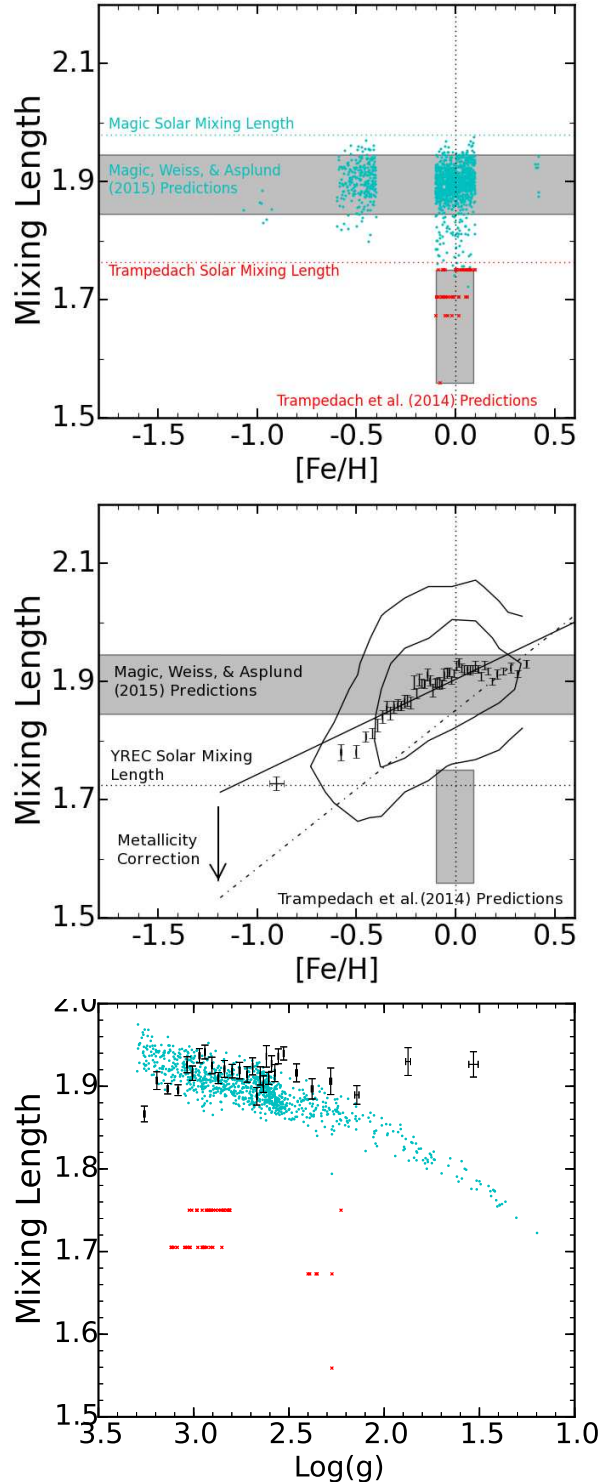 2.1
Magic Solar Mixing Length
Magic, Weiss, & Asplund
(2015) Predictions
1.9
Trampedach Solar Mixing Length
1.7
Trampedach et al.(2014) Predictions
1.5
-1.5 -1.0 -0.5 0.0 0.5
Mixing Length
[Fe/H]
2.1
1.9
Magic, Weiss, & Asplund
(2015) Predictions
YREC Solar Mixing
Length
1.7
Metallicity
Correction
Trampedach et al.(2014) Predictions
1.5
-1.5 -1.0 -0.5 0.0 0.5
Mixing Length
[Fe/H]
2.0
1.9
1.8
1.7
1.6
1.5
3.5 3.0 2.5 2.0 1.5 1.0
Mixing Length
Log(g)